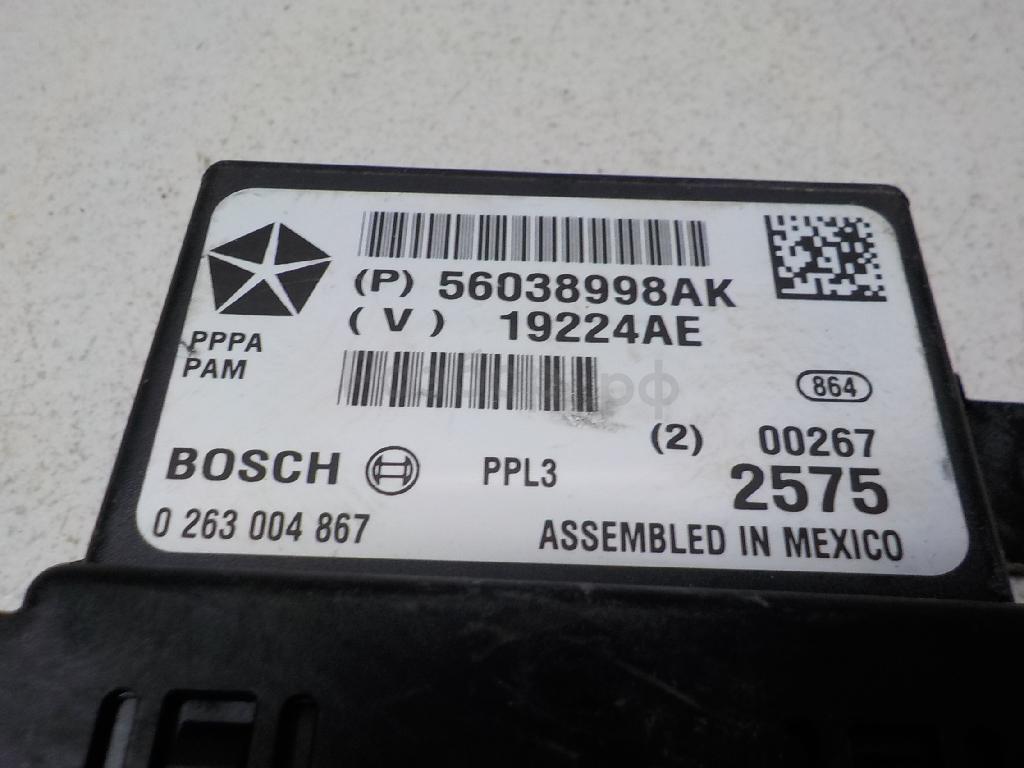 (P) 56038998AK
(V) 19224AE
PPPA
PAM
864
(2) 00267
BOSCH PPL3 2575
0 263 004 867 ASSEMBLED IN MEXICO